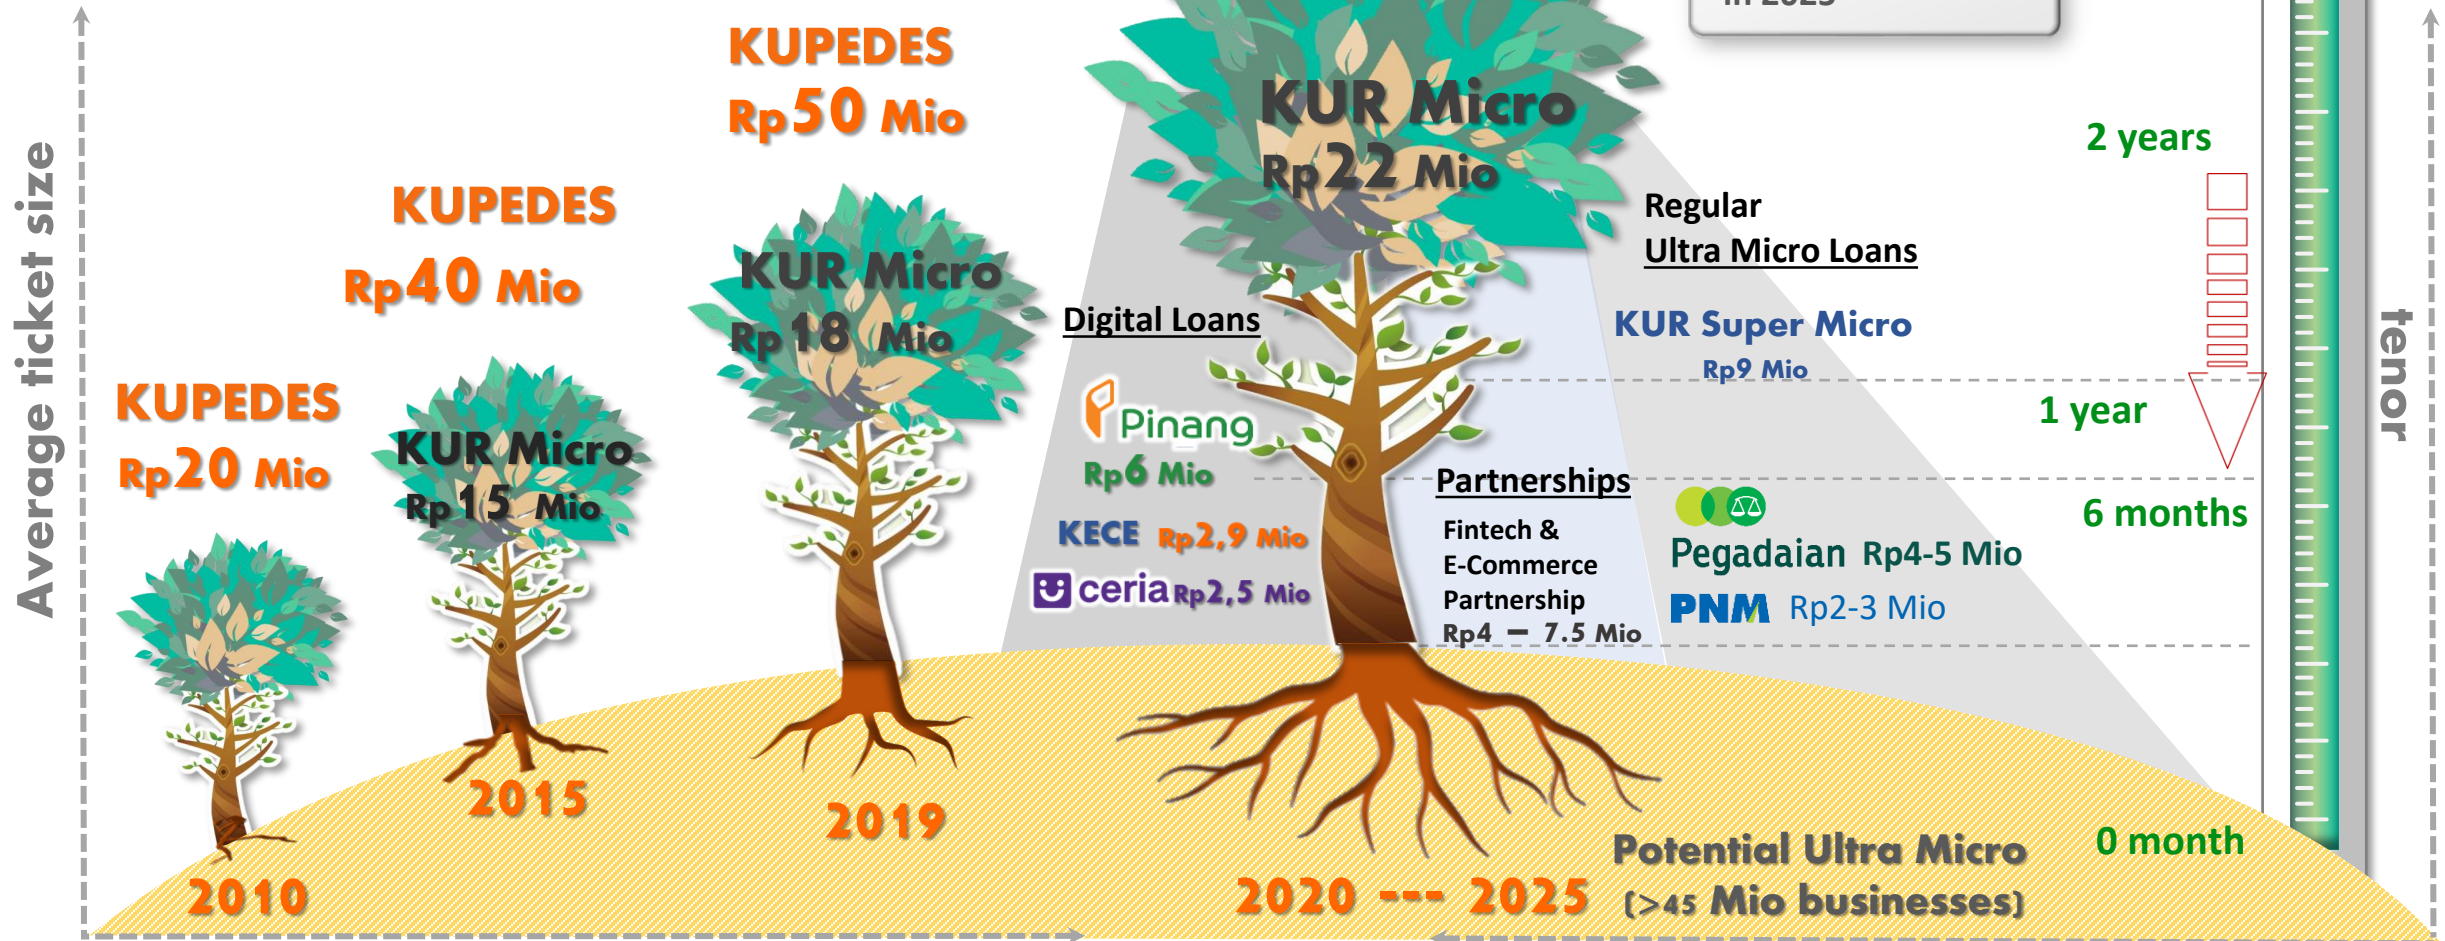 in 2025
Average ticket size
KUPEDES
Rp20 Mio
2010
KUPEDES
Rp40 Mio
KUR Micro
Rp15 Mio
2015
KUPEDES
Rp50 Mio
KUR Micro
Rp18 Mio
2019
KUR Micro
Rp22 Mio
Digital Loans
Pinang
Rp6 Mio
KECE Rp2,9 Mio
ceria Rp2,5 Mio
Partnerships
Fintech &
E-Commerce
Partnership
Rp4 – 7.5 Mio
Regular
Ultra Micro Loans
KUR Super Micro
Rp9 Mio
Pegadaian Rp4-5 Mio
PNM Rp2-3 Mio
2020 --- 2025
Potential Ultra Micro
(>45 Mio businesses)
2 years
1 year
6 months
0 month
tenor